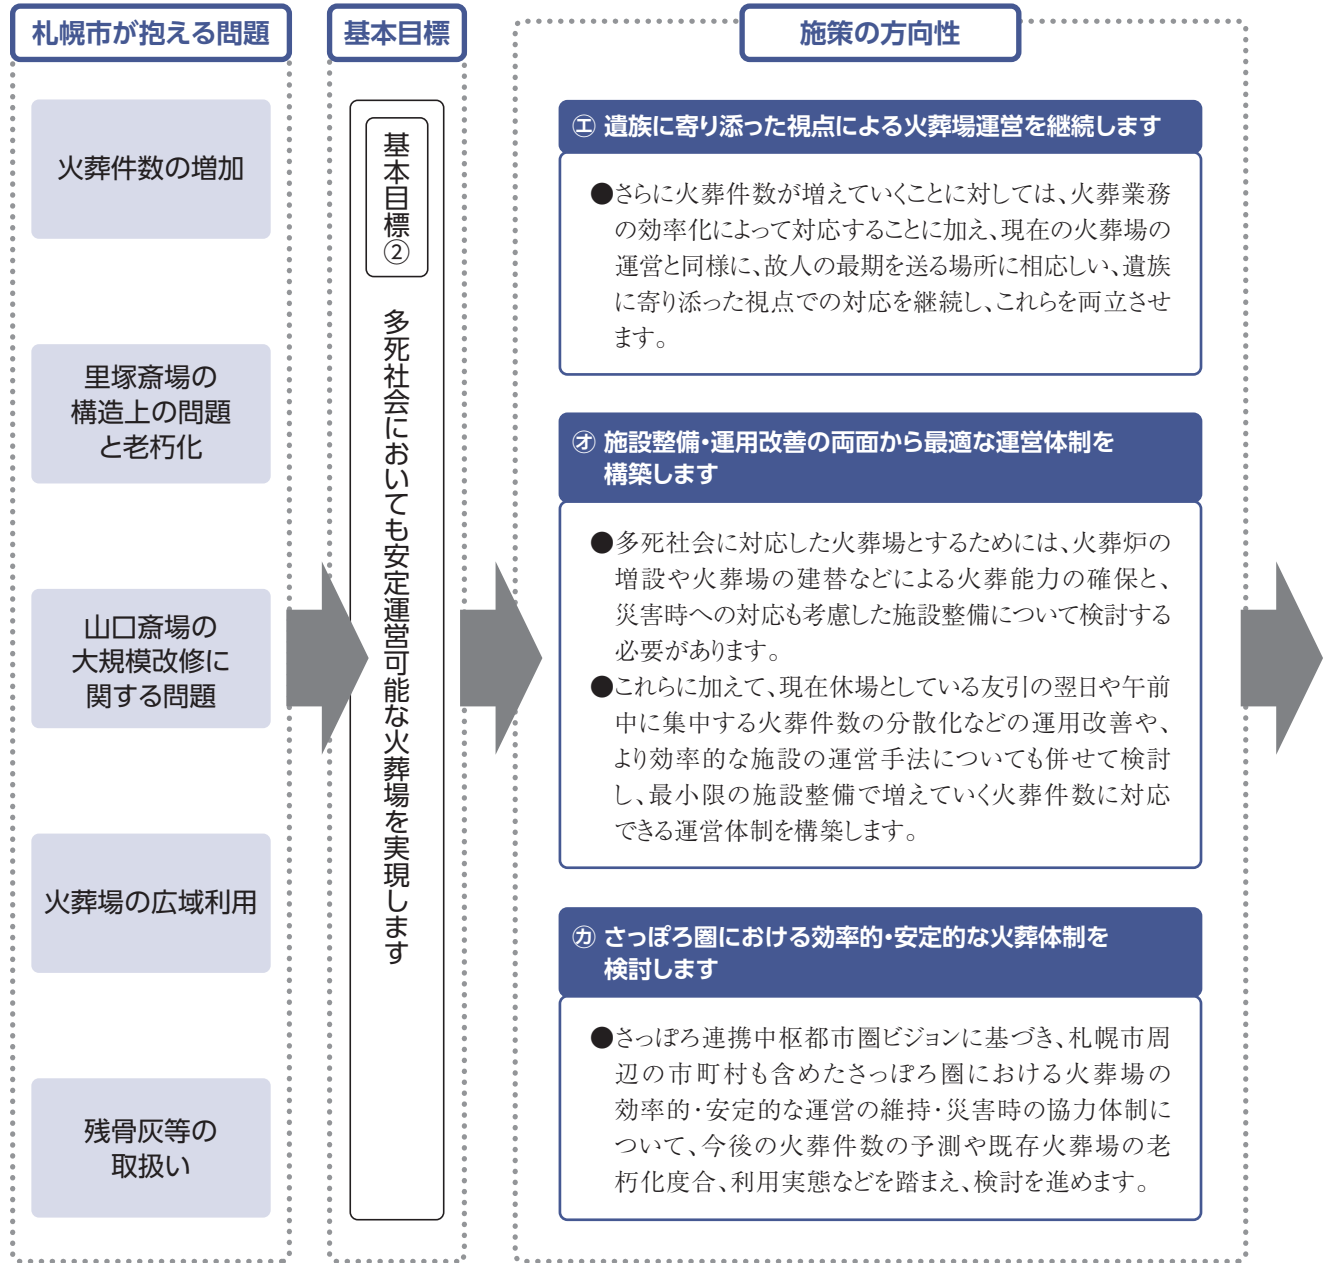 札幌市が抱える問題
基本目標
施策の方向性
火葬件数の増加
里塚斎場の
構造上の問題
と老朽化
山口斎場の
大規模改修に
関する問題
火葬場の広域利用
残骨灰等の
取扱い
基本目標②
多死社会においても安定運営可能な火葬場を実現します
㋓ 遺族に寄り添った視点による火葬場運営を継続します
●さらに火葬件数が増えていくことに対しては、火葬業務
の効率化によって対応することに加え、現在の火葬場の
運営と同様に、故人の最期を送る場所に相応しい、遺族
に寄り添った視点での対応を継続し、これらを両立させ
ます。
㋔ 施設整備・運用改善の両面から最適な運営体制を
構築します
●多死社会に対応した火葬場とするためには、火葬炉の
増設や火葬場の建替などによる火葬能力の確保と、
災害時への対応も考慮した施設整備について検討する
必要があります。
●これらに加えて、現在休場としている友引の翌日や午前
中に集中する火葬件数の分散化などの運用改善や、
より効率的な施設の運営手法についても併せて検討
し、最小限の施設整備で増えていく火葬件数に対応
できる運営体制を構築します。
㋕ さっぽろ圏における効率的・安定的な火葬体制を
検討します
●さっぽろ連携中枢都市圏ビジョンに基づき、札幌市周
辺の市町村も含めたさっぽろ圏における火葬場の
効率的・安定的な運営の維持・災害時の協力体制に
ついて、今後の火葬件数の予測や既存火葬場の老
朽化度合、利用実態などを踏まえ、検討を進めます。